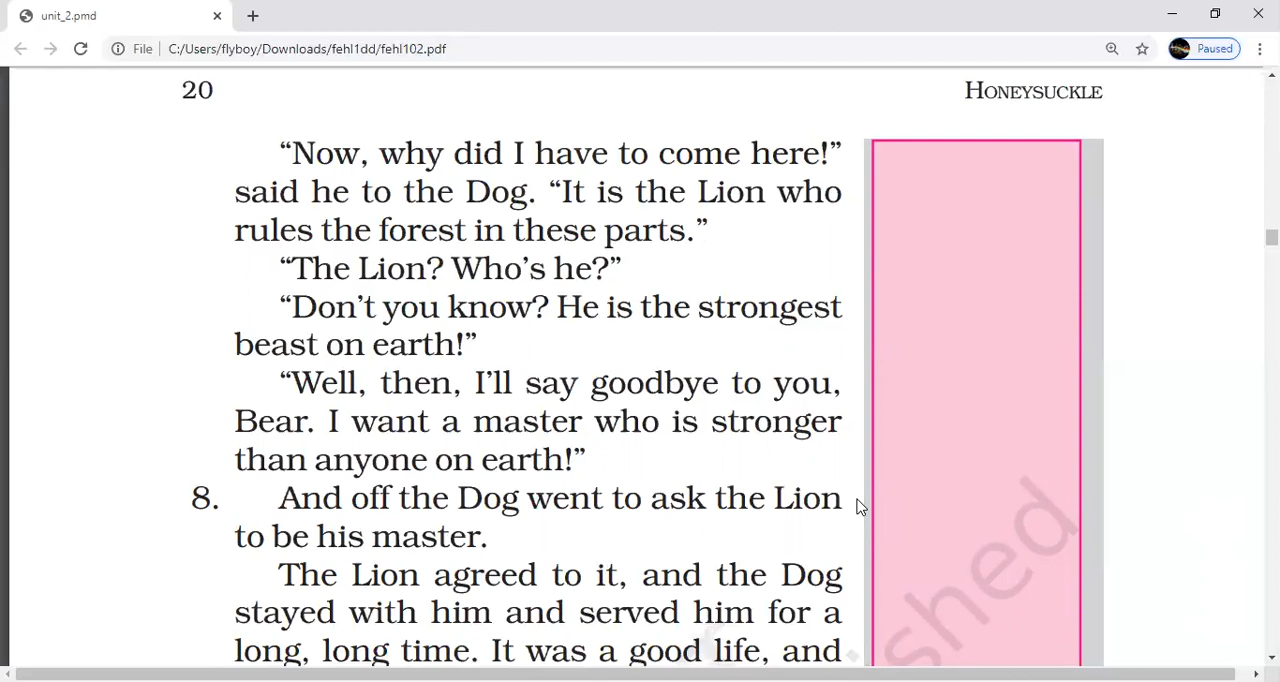 unit_2.pmd
File
C:/Users/flyboy/Downloads/fehl1dd/fehl102.pdf
Paused
20
HONEYSUCKLE
“Now, why did I have to come here!”
said he to the Dog. “It is the Lion who
rules the forest in these parts.”
“The Lion? Who’s he?”
“Don’t you know? He is the strongest
beast on earth!”
“Well, then, I’ll say goodbye to you,
Bear. I want a master who is stronger
than anyone on earth!”
8. And off the Dog went to ask the Lion
to be his master.
The Lion agreed to it, and the Dog
stayed with him and served him for a
long, long time. It was a good life, and
shed